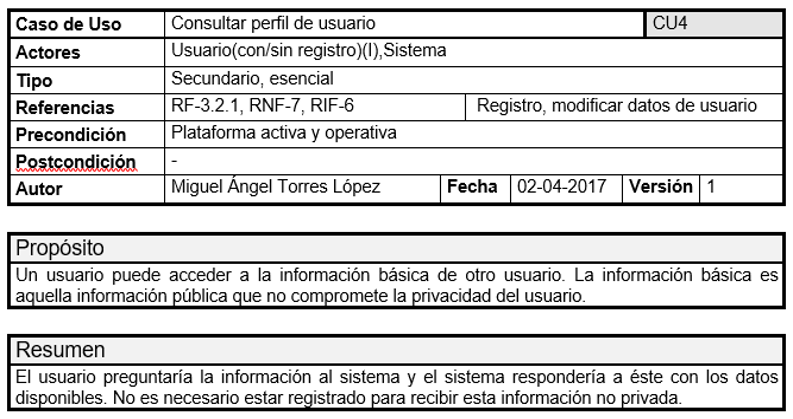 Caso de Uso Consultar perfil de usuario CU4
Actores Usuario(con/sin registro)(I),Sistema
Tipo Secundario, esencial
Referencias RF-3.2.1, RNF-7, RIF-6 Registro, modificar datos de usuario
Precondición Plataforma activa y operativa
Postcondición -
Autor Miguel Ángel Torres López Fecha 02-04-2017 Versión 1
Propósito
Un usuario puede acceder a la información básica de otro usuario. La información básica es
aquella información pública que no compromete la privacidad del usuario.
Resumen
El usuario preguntaría la información al sistema y el sistema respondería a éste con los datos
disponibles. No es necesario estar registrado para recibir esta información no privada.